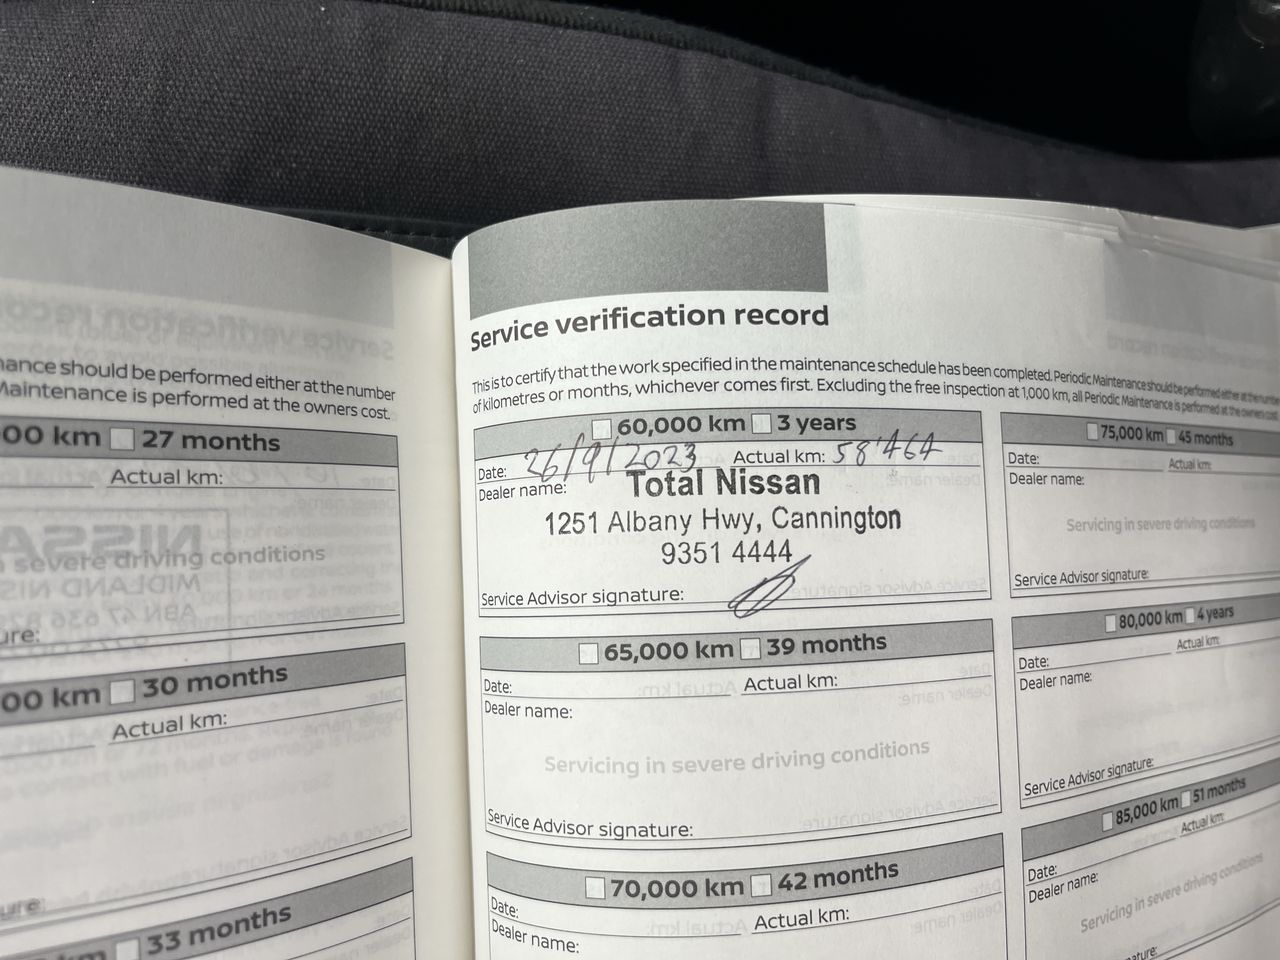 nance should be performed either at the number
Maintenance is performed at the owners cost.
00 km 27 months
Actual km:
severe driving conditions
ure:
00 km 30 months
Actual km:
ure:
km 33 months
Service verification record
This is to certify that the work specified in the maintenance schedule has been completed. Periodic Maintenance should be performed either at the number
of kilometres or months, whichever comes first. Excluding the free inspection at 1,000 km, all Periodic Maintenance is performed at the owners cost.
60,000 km 3 years
Date: 26/9/2023 Actual km: 58'464
Dealer name: Total Nissan
1251 Albany Hwy, Cannington
9351 4444
Service Advisor signature:
65,000 km 39 months
Date: Actual km:
Dealer name:
Servicing in severe driving conditions
Service Advisor signature:
70,000 km 42 months
Date: Actual km:
Dealer name:
75,000 km 45 months
Date: Actual km:
Dealer name:
Servicing in severe driving conditions
Service Advisor signature:
80,000 km 4 years
Date: Actual km:
Dealer name:
Service Advisor signature:
85,000 km 51 months
Date: Actual km:
Dealer name:
Servicing in severe driving conditions
nature: